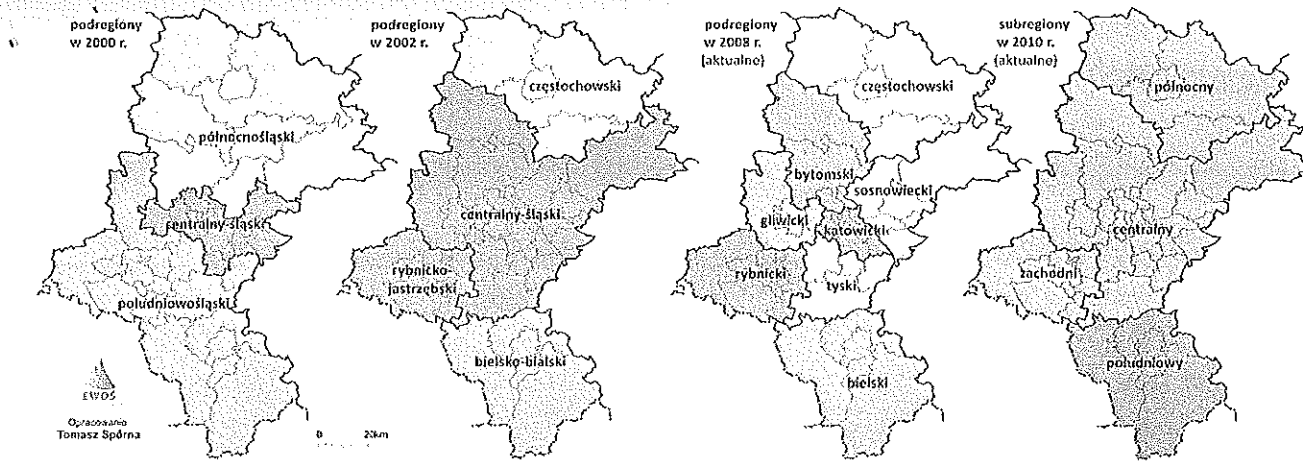 podregiony
w 2000 r.
północnośląski
centralny-śląski
południowośląski
EWOŚ
Opracowanie
Tomasz Spórna
0 20km
podregiony
w 2002 r.
częstochowski
centralny-śląski
rybnicko-
jastrzębski
bielsko-bialski
podregiony
w 2008 r.
(aktualne)
częstochowski
bytomski
sosnowiecki
gliwicki
katowicki
rybnicki
tyski
bielski
subregiony
w 2010 r.
(aktualne)
północny
centralny
zachodni
południowy